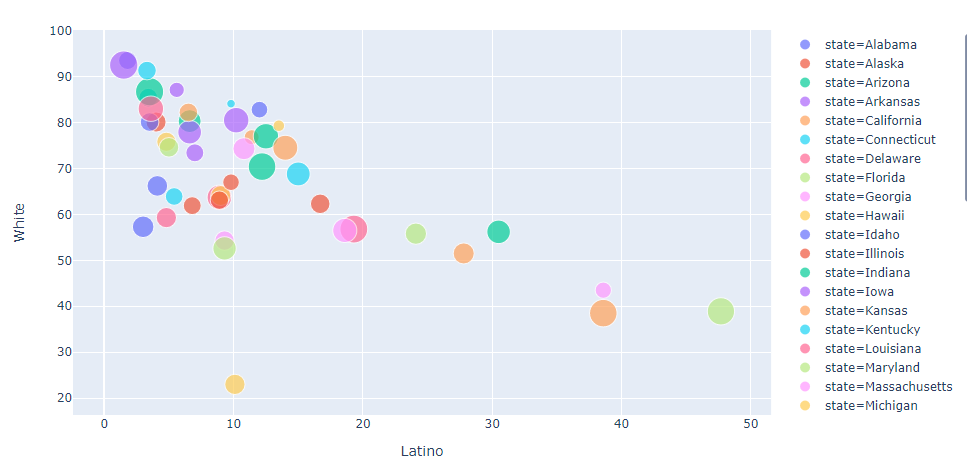 100
90
80
70
60
50
40
30
20
White
0
10
20
30
40
50
Latino
state=Alabama
state=Alaska
state=Arizona
state=Arkansas
state=California
state=Connecticut
state=Delaware
state=Florida
state=Georgia
state=Hawaii
state=Idaho
state=Illinois
state=Indiana
state=Iowa
state=Kansas
state=Kentucky
state=Louisiana
state=Maryland
state=Massachusetts
state=Michigan